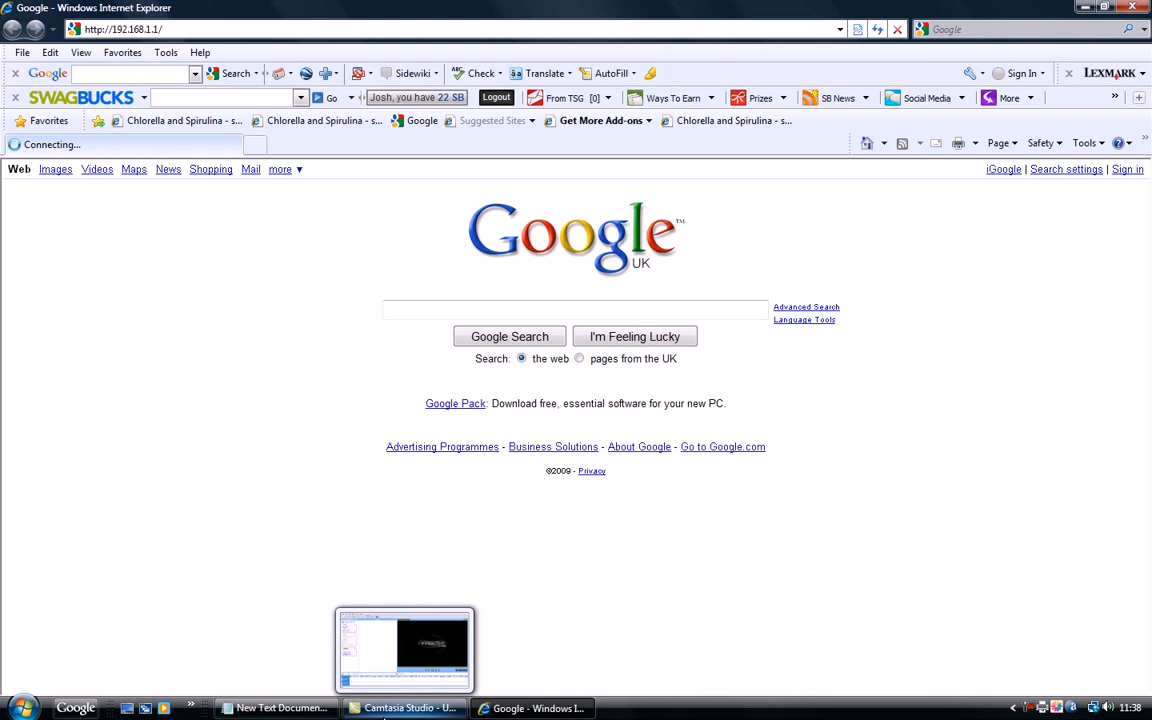 Google - Windows Internet Explorer
http://192.168.1.1/
Google
File Edit View Favorites Tools Help
Google Search Sidewiki Check Translate AutoFill Sign In LEXMARK
SWAGBUCKS Go Josh, you have 22 SB Logout From TSG [0] Ways To Earn Prizes SB News Social Media More
Favorites Chlorella and Spirulina - s... Chlorella and Spirulina - s... Google Suggested Sites Get More Add-ons Chlorella and Spirulina - s...
Connecting... Page Safety Tools
Web Images Videos Maps News Shopping Mail more ▼ iGoogle | Search settings | Sign in
Google™
UK
Advanced Search
Language Tools
Google Search I'm Feeling Lucky
Search: the web pages from the UK
Google Pack: Download free, essential software for your new PC.
Advertising Programmes - Business Solutions - About Google - Go to Google.com
©2009 - Privacy
Google New Text Documen... Camtasia Studio - U... Google - Windows I... 11:38